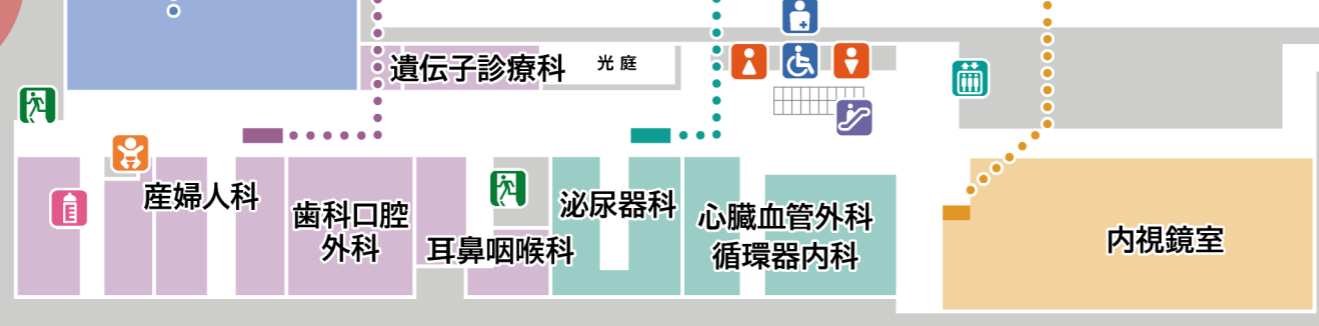 遺伝子診療科
光庭
産婦人科
歯科口腔
外科
耳鼻咽喉科
泌尿器科
心臓血管外科
循環器内科
内視鏡室